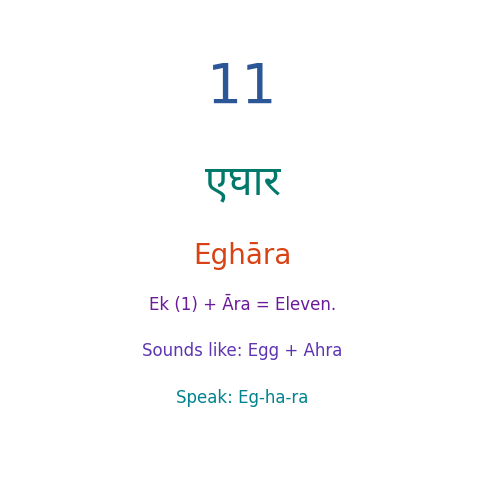 11
एघार
Eghāra
Ek (1) + Āra = Eleven.
Sounds like: Egg + Ahra
Speak: Eg-ha-ra